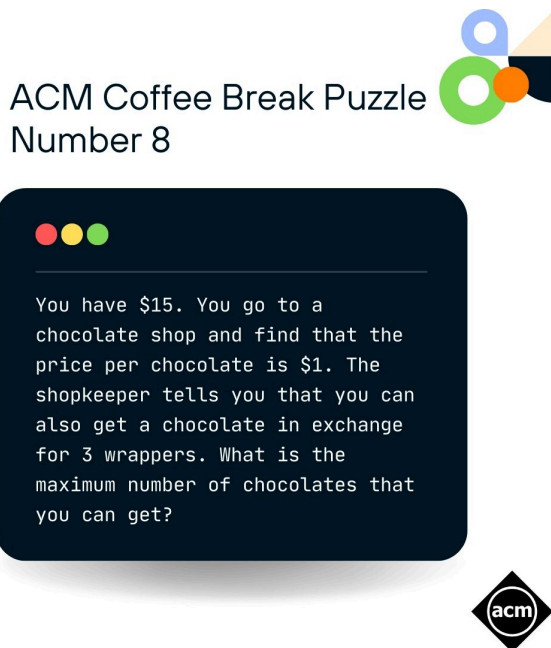 ACM Coffee Break Puzzle
Number 8
You have $15. You go to a
chocolate shop and find that the
price per chocolate is $1. The
shopkeeper tells you that you can
also get a chocolate in exchange
for 3 wrappers. What is the
maximum number of chocolates that
you can get?
acm